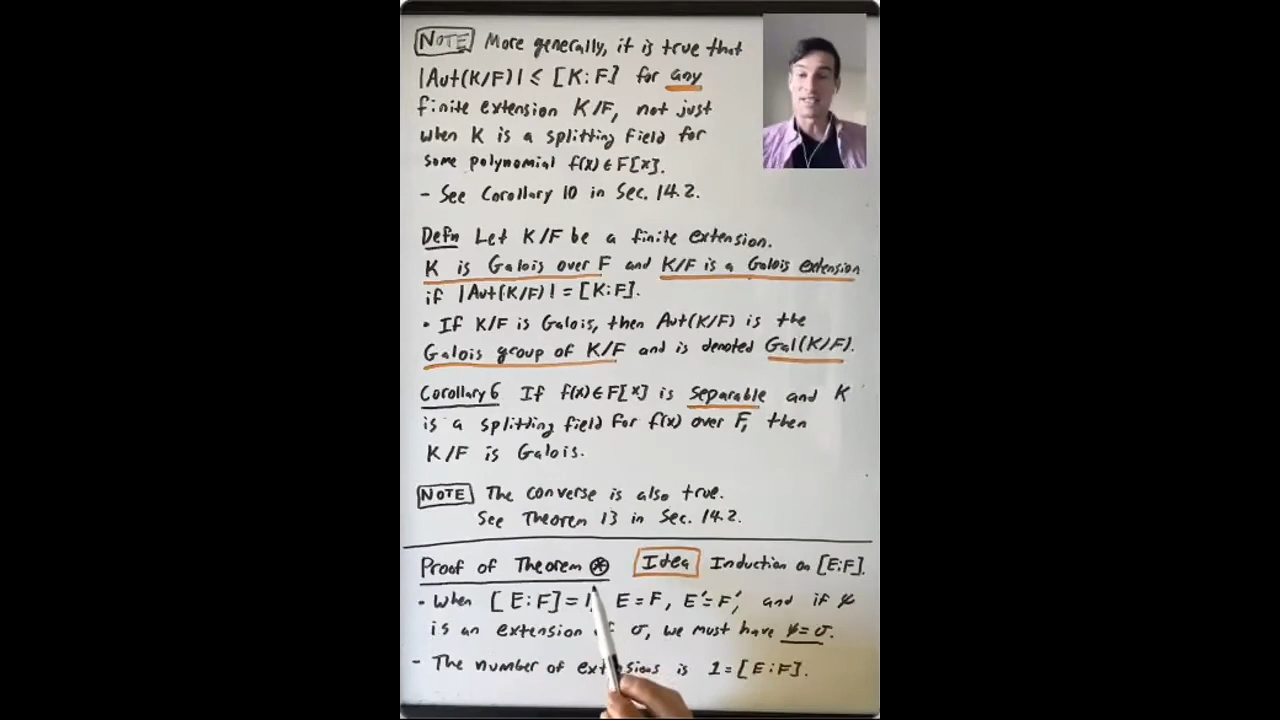 NOTE More generally, it is true that
|Aut(K/F)| ≤ [K:F] for any
finite extension K/F, not just
when K is a splitting field for
some polynomial f(x) ∈ F[x].
- See Corollary 10 in Sec. 14.2.
Defn Let K/F be a finite extension.
K is Galois over F and K/F is a Galois extension
if |Aut(K/F)| = [K:F].
• If K/F is Galois, then Aut(K/F) is the
Galois group of K/F and is denoted Gal(K/F).
Corollary 6 If f(x) ∈ F[x] is separable and K
is a splitting field for f(x) over F, then
K/F is Galois.
NOTE The converse is also true.
See Theorem 13 in Sec. 14.2.
Proof of Theorem ⊛ Idea Induction on [E:F].
• When [E:F] = 1, E = F, E' = F', and if ψ
is an extension of σ, we must have ψ = σ.
- The number of extensions is 1 = [E:F].